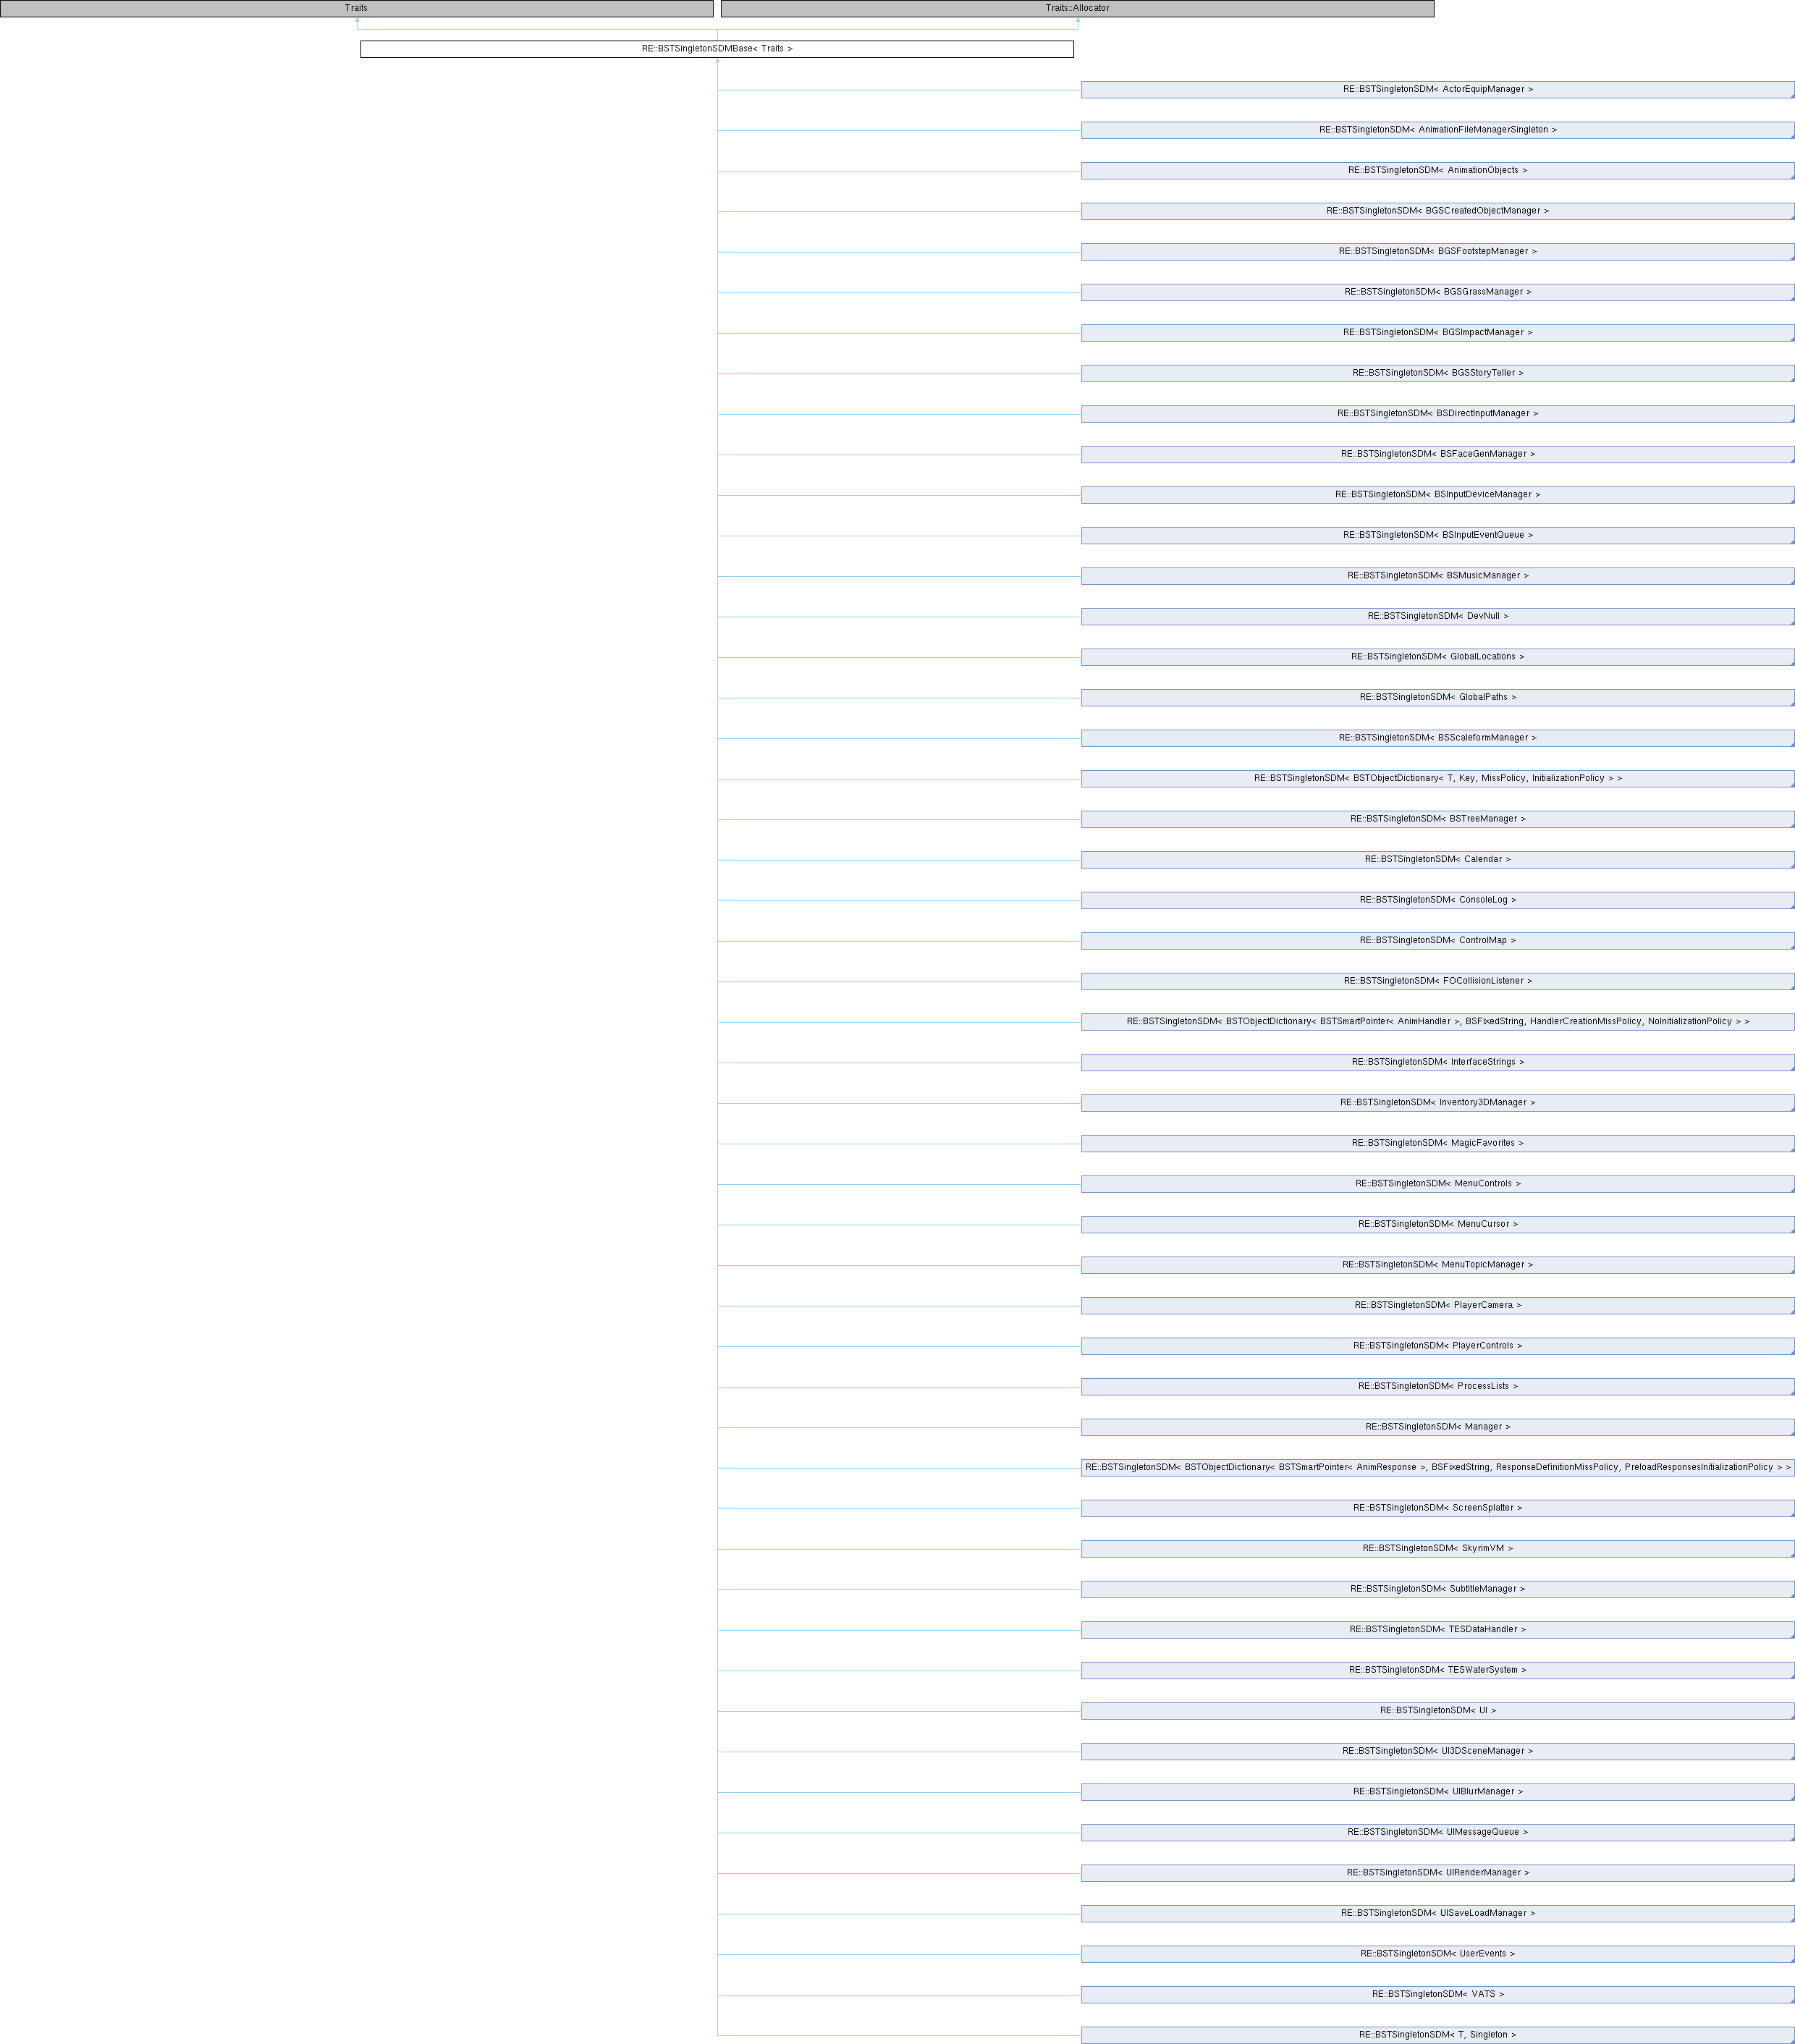 Traits
Traits::Allocator
RE::BSTSingletonSDMBase< Traits >
RE::BSTSingletonSDM< ActorEquipManager >
RE::BSTSingletonSDM< AnimationFileManagerSingleton >
RE::BSTSingletonSDM< AnimationObjects >
RE::BSTSingletonSDM< BGSCreatedObjectManager >
RE::BSTSingletonSDM< BGSFootstepManager >
RE::BSTSingletonSDM< BGSGrassManager >
RE::BSTSingletonSDM< BGSImpactManager >
RE::BSTSingletonSDM< BGSStoryTeller >
RE::BSTSingletonSDM< BSDirectInputManager >
RE::BSTSingletonSDM< BSFaceGenManager >
RE::BSTSingletonSDM< BSInputDeviceManager >
RE::BSTSingletonSDM< BSInputEventQueue >
RE::BSTSingletonSDM< BSMusicManager >
RE::BSTSingletonSDM< DevNull >
RE::BSTSingletonSDM< GlobalLocations >
RE::BSTSingletonSDM< GlobalPaths >
RE::BSTSingletonSDM< BSScaleformManager >
RE::BSTSingletonSDM< BSTObjectDictionary< T, Key, MissPolicy, InitializationPolicy > >
RE::BSTSingletonSDM< BSTreeManager >
RE::BSTSingletonSDM< Calendar >
RE::BSTSingletonSDM< ConsoleLog >
RE::BSTSingletonSDM< ControlMap >
RE::BSTSingletonSDM< FOCollisionListener >
RE::BSTSingletonSDM< BSTObjectDictionary< BSTSmartPointer< AnimHandler >, BSFixedString, HandlerCreationMissPolicy, NoInitializationPolicy > >
RE::BSTSingletonSDM< InterfaceStrings >
RE::BSTSingletonSDM< Inventory3DManager >
RE::BSTSingletonSDM< MagicFavorites >
RE::BSTSingletonSDM< MenuControls >
RE::BSTSingletonSDM< MenuCursor >
RE::BSTSingletonSDM< MenuTopicManager >
RE::BSTSingletonSDM< PlayerCamera >
RE::BSTSingletonSDM< PlayerControls >
RE::BSTSingletonSDM< ProcessLists >
RE::BSTSingletonSDM< Manager >
RE::BSTSingletonSDM< BSTObjectDictionary< BSTSmartPointer< AnimResponse >, BSFixedString, ResponseDefinitionMissPolicy, PreloadResponsesInitializationPolicy > >
RE::BSTSingletonSDM< ScreenSplatter >
RE::BSTSingletonSDM< SkyrimVM >
RE::BSTSingletonSDM< SubtitleManager >
RE::BSTSingletonSDM< TESDataHandler >
RE::BSTSingletonSDM< TESWaterSystem >
RE::BSTSingletonSDM< UI >
RE::BSTSingletonSDM< UI3DSceneManager >
RE::BSTSingletonSDM< UIBlurManager >
RE::BSTSingletonSDM< UIMessageQueue >
RE::BSTSingletonSDM< UIRenderManager >
RE::BSTSingletonSDM< UISaveLoadManager >
RE::BSTSingletonSDM< UserEvents >
RE::BSTSingletonSDM< VATS >
RE::BSTSingletonSDM< T, Singleton >